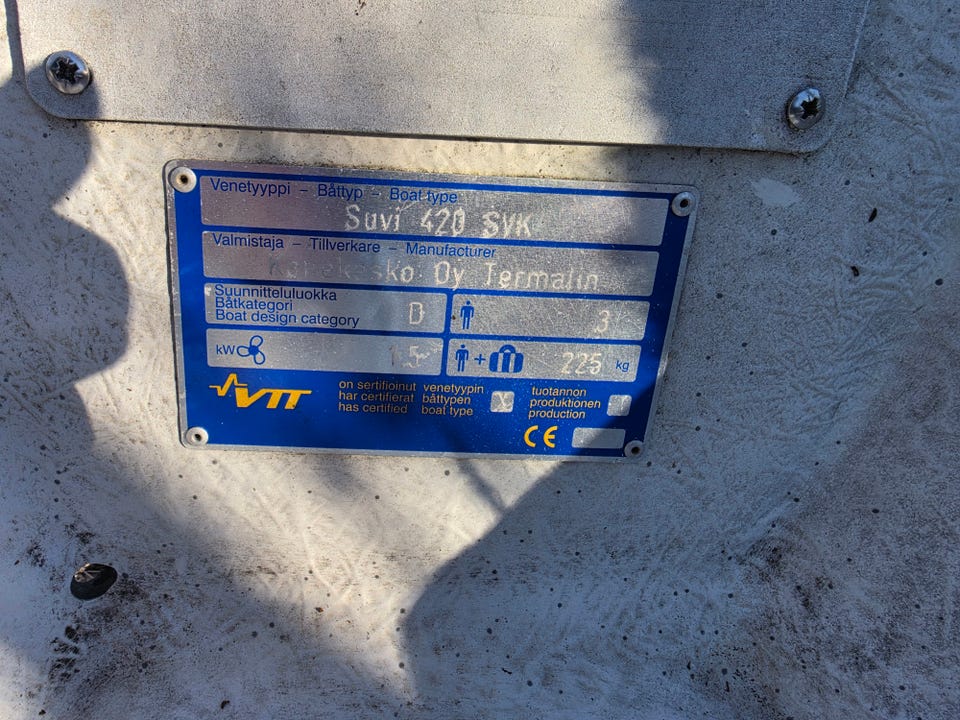 Venetyyppi – Båttyp – Boat type
Suvi 420 SVK
Valmistaja – Tillverkare – Manufacturer
Oy Termalin
Suunnitteluluokka
Båtkategori
Boat design category
D
3
kW
+
225 kg
VTT
on sertifioinut venetyypin
har certifierat båttypen
has certified boat type
X
tuotannon
produktionen
production
CE